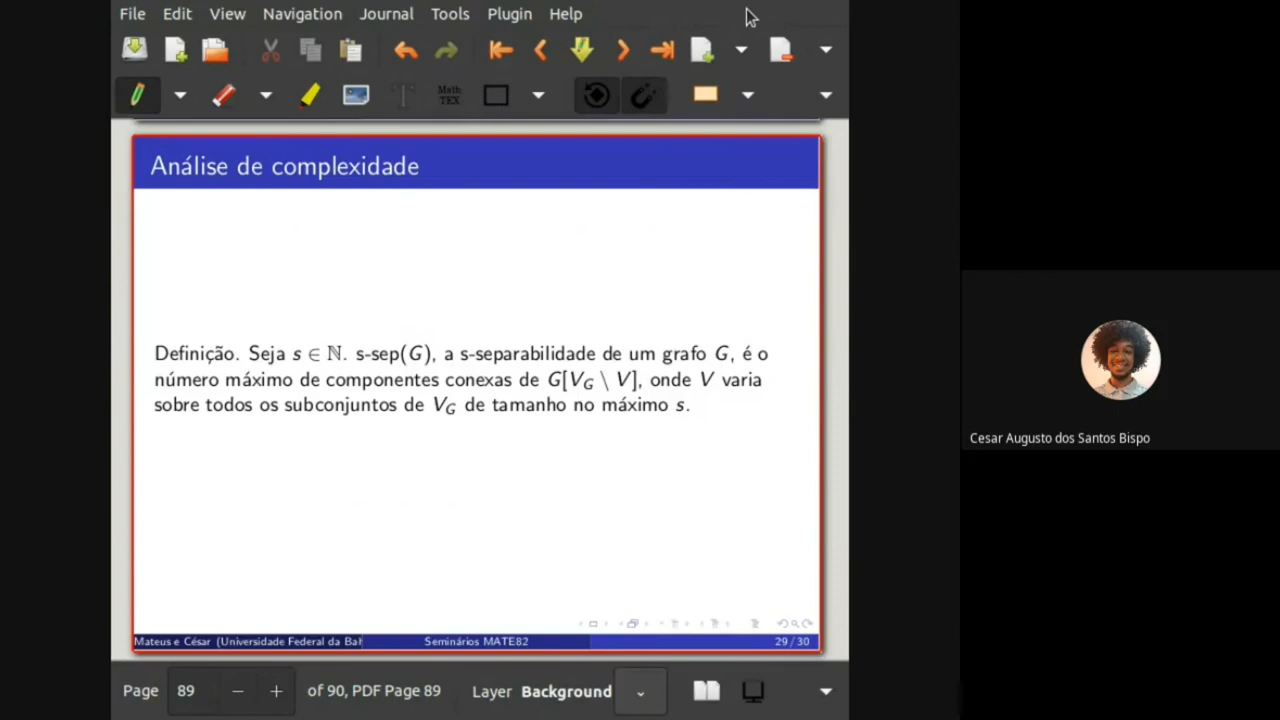 File Edit View Navigation Journal Tools Plugin Help
Math
TEX
Análise de complexidade
Definição. Seja s ∈ ℕ. s-sep(G), a s-separabilidade de um grafo G, é o
número máximo de componentes conexas de G[V_G \ V], onde V varia
sobre todos os subconjuntos de V_G de tamanho no máximo s.
Mateus e César (Universidade Federal da Bah Seminários MATE82 29 / 30
Page 89 of 90, PDF Page 89 Layer Background
Cesar Augusto dos Santos Bispo